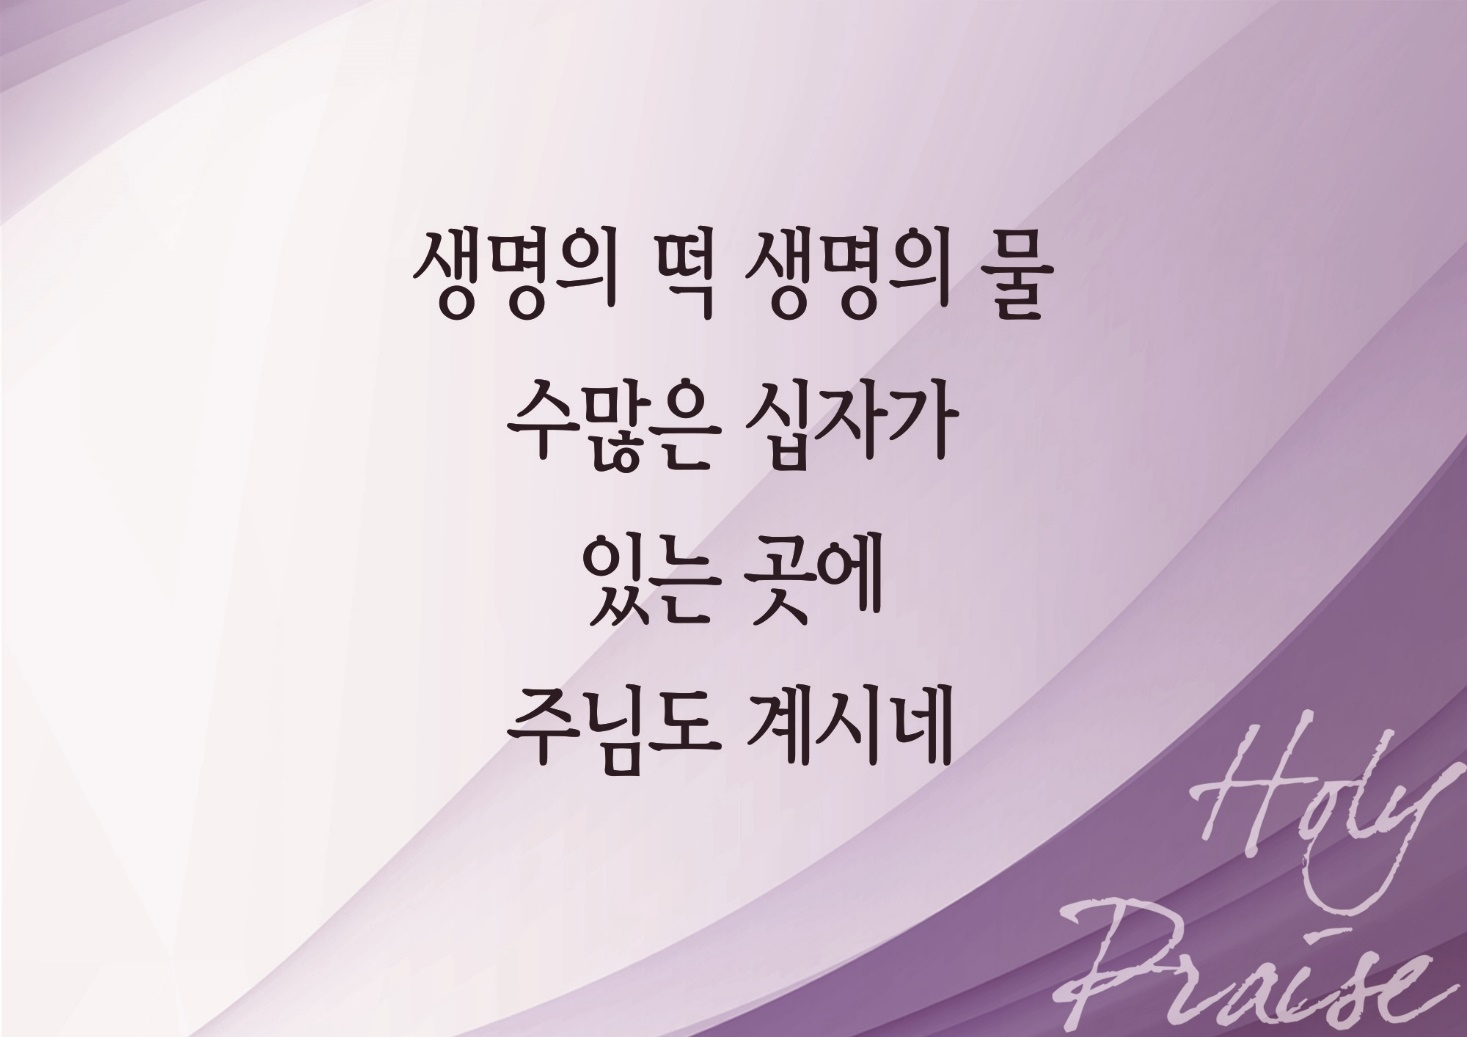 생명의 떡 생명의 물
수많은 십자가
있는 곳에
주님도 계시네
Holy
Praise